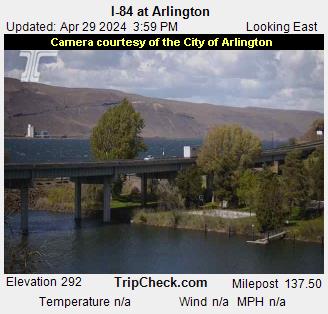 I-84 at Arlington
Updated: Apr 29 2024 3:59 PM Looking East
Camera courtesy of the City of Arlington
Elevation 292 TripCheck.com Milepost 137.50
Temperature n/a Wind n/a MPH n/a